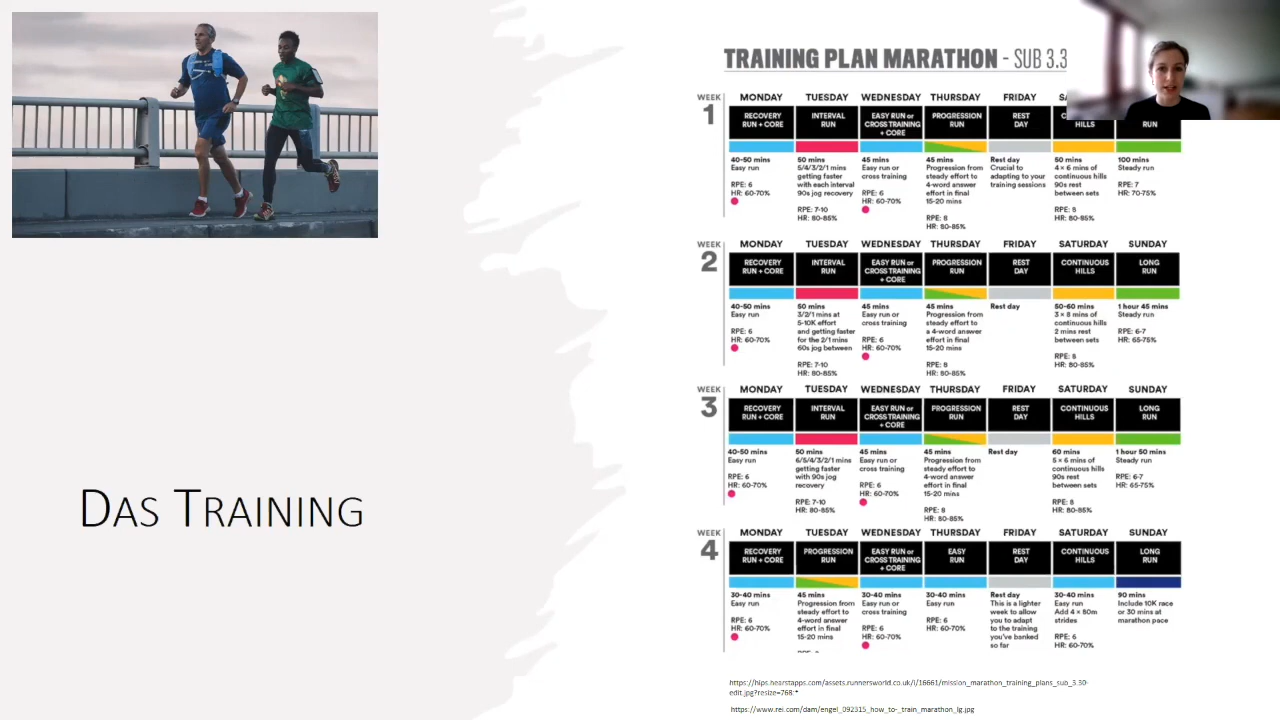 DAS TRAINING
TRAINING PLAN MARATHON - SUB 3.3
WEEK
1
MONDAY
RECOVERY
RUN + CORE
40-50 mins
Easy run
RPE: 6
HR: 60-70%
TUESDAY
INTERVAL
RUN
50 mins
5/4/3/2/1 mins
getting faster
with each interval
90s jog recovery
RPE: 7-10
HR: 80-85%
WEDNESDAY
EASY RUN or
CROSS TRAINING
+ CORE
45 mins
Easy run or
cross training
RPE: 6
HR: 60-70%
THURSDAY
PROGRESSION
RUN
45 mins
Progression from
steady effort to
4-word answer
effort in final
15-20 mins
RPE: 8
HR: 80-85%
FRIDAY
REST
DAY
Rest day
Crucial to
adapting to your
training sessions
HILLS
50 mins
4 × 6 mins of
continuous hills
90s rest
between sets
RPE: 8
HR: 80-85%
RUN
100 mins
Steady run
RPE: 7
HR: 70-75%
WEEK
2
MONDAY
RECOVERY
RUN + CORE
40-50 mins
Easy run
RPE: 6
HR: 60-70%
TUESDAY
INTERVAL
RUN
50 mins
3/2/1 mins at
5-10K effort
and getting faster
for the 2/1 mins
60s jog between
RPE: 7-10
HR: 80-85%
WEDNESDAY
EASY RUN or
CROSS TRAINING
+ CORE
45 mins
Easy run or
cross training
RPE: 6
HR: 60-70%
THURSDAY
PROGRESSION
RUN
45 mins
Progression from
steady effort to
a 4-word answer
effort in final
15-20 mins
RPE: 8
HR: 80-85%
FRIDAY
REST
DAY
Rest day
SATURDAY
CONTINUOUS
HILLS
50-60 mins
3 × 8 mins of
continuous hills
2 mins rest
between sets
RPE: 8
HR: 80-85%
SUNDAY
LONG
RUN
1 hour 45 mins
Steady run
RPE: 6-7
HR: 65-75%
WEEK
3
MONDAY
RECOVERY
RUN + CORE
40-50 mins
Easy run
RPE: 6
HR: 60-70%
TUESDAY
INTERVAL
RUN
50 mins
6/5/4/3/2/1 mins
getting faster
with 90s jog
recovery
RPE: 7-10
HR: 80-85%
WEDNESDAY
EASY RUN or
CROSS TRAINING
+ CORE
45 mins
Easy run or
cross training
RPE: 6
HR: 60-70%
THURSDAY
PROGRESSION
RUN
45 mins
Progression from
steady effort to
4-word answer
effort in final
15-20 mins
RPE: 8
HR: 80-85%
FRIDAY
REST
DAY
Rest day
SATURDAY
CONTINUOUS
HILLS
60 mins
5 × 6 mins of
continuous hills
90s rest
between sets
RPE: 8
HR: 80-85%
SUNDAY
LONG
RUN
1 hour 50 mins
Steady run
RPE: 6-7
HR: 65-75%
WEEK
4
MONDAY
RECOVERY
RUN + CORE
30-40 mins
Easy run
RPE: 6
HR: 60-70%
TUESDAY
PROGRESSION
RUN
45 mins
Progression from
steady effort to
4-word answer
effort in final
15-20 mins
WEDNESDAY
EASY RUN or
CROSS TRAINING
+ CORE
30-40 mins
Easy run or
cross training
RPE: 6
HR: 60-70%
THURSDAY
EASY
RUN
30-40 mins
Easy run
RPE: 6
HR: 60-70%
FRIDAY
REST
DAY
Rest day
This is a lighter
week to allow
you to adapt
to the training
you've banked
so far
SATURDAY
CONTINUOUS
HILLS
30-40 mins
Easy run
Add 4 × 80m
strides
RPE: 6
HR: 60-70%
SUNDAY
LONG
RUN
90 mins
Include 10K race
or 30 mins at
marathon pace
https://hips.hearstapps.com/assets.runnersworld.co.uk/l/16661/mission_marathon_training_plans_sub_3.30-
edit.jpg?resize=768:*
https://www.rei.com/dam/engel_092315_how_to-_train_marathon_lg.jpg